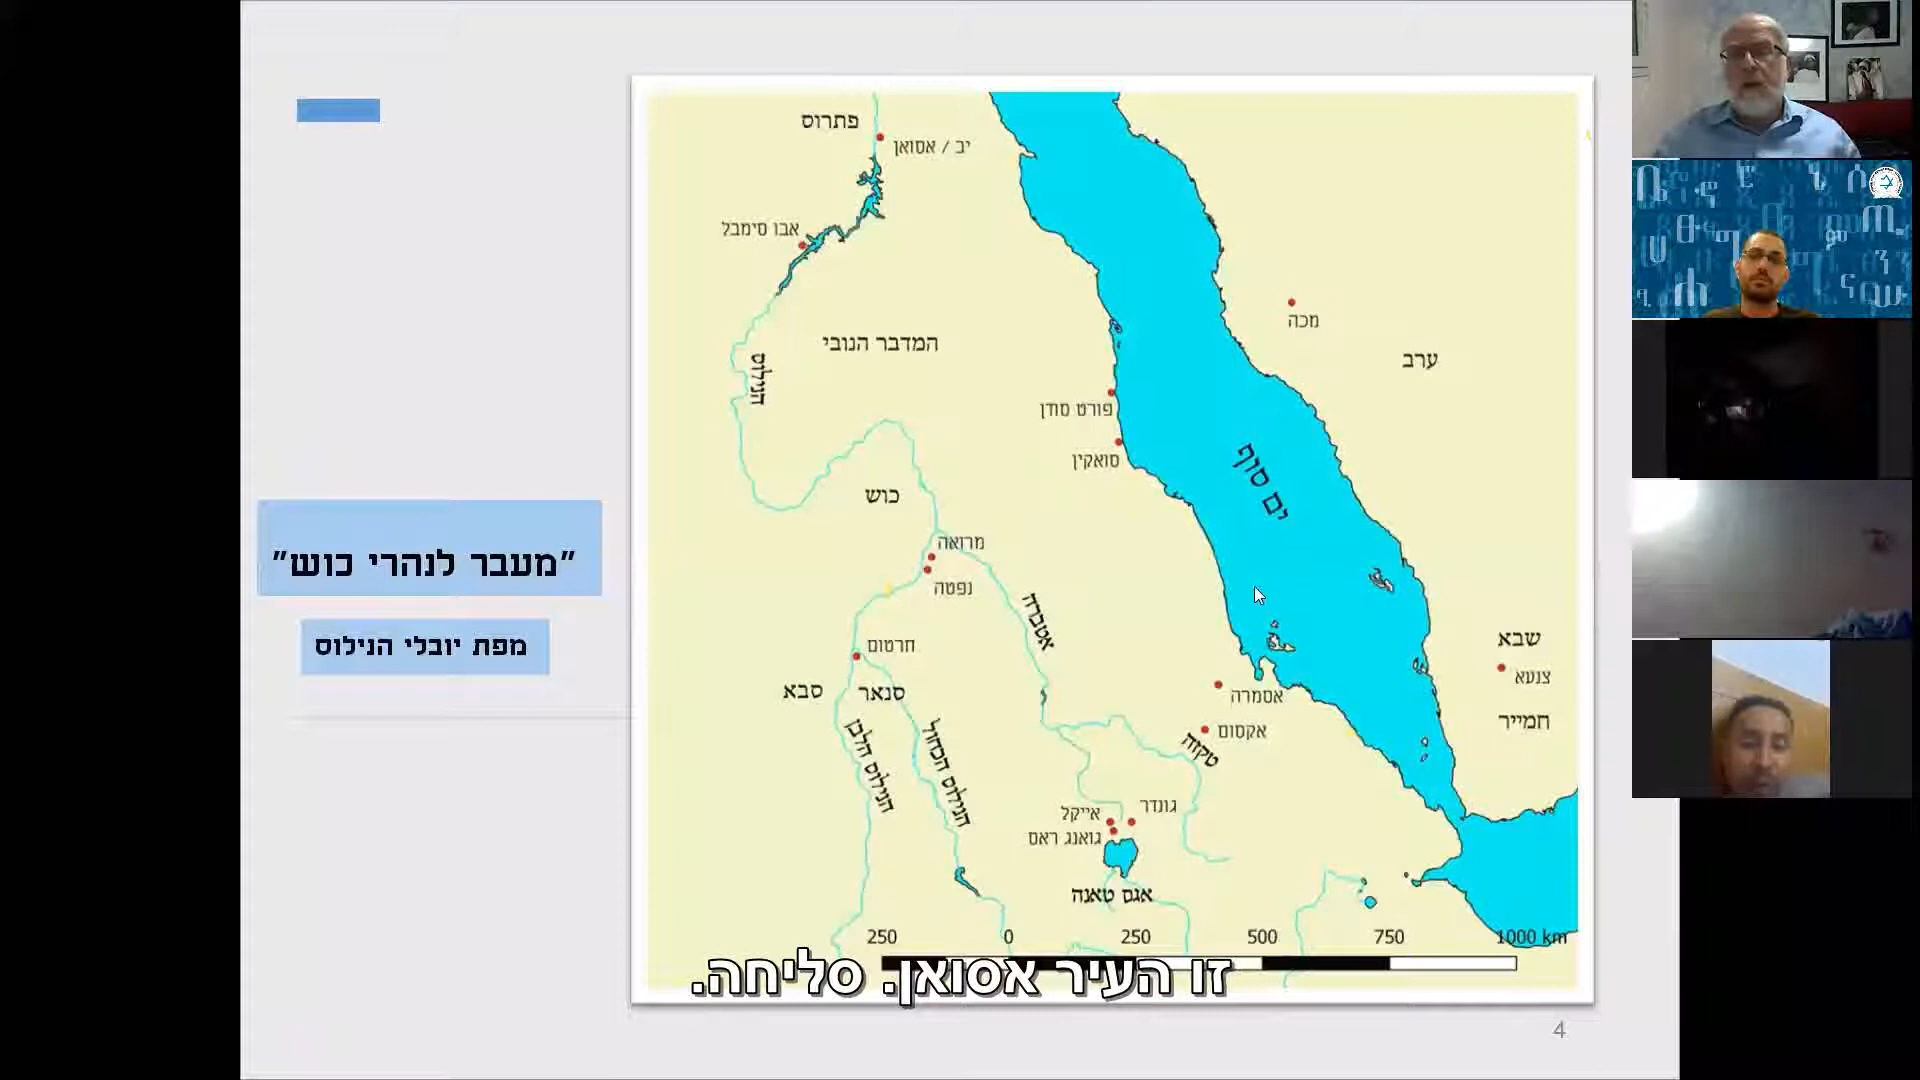 "מעבר לנהרי כוש"
מפת יובלי הנילוס
פתרוס
יב / אסואן
אבו סימבל
המדבר הנובי
הנילוס
מכה
ערב
פורט סודן
סואקין
ים סוף
כוש
מרואה
נפטה
אטברה
חרטום
סבא
סנאר
הנילוס הלבן
הנילוס הכחול
שבא
צנעא
חמייר
אסמרה
אקסום
טקזה
גונדר
אייקל
גואנג ראס
אגם טאנה
250 0 250 500 750 1000 km
זו העיר אסואן. סליחה.
4